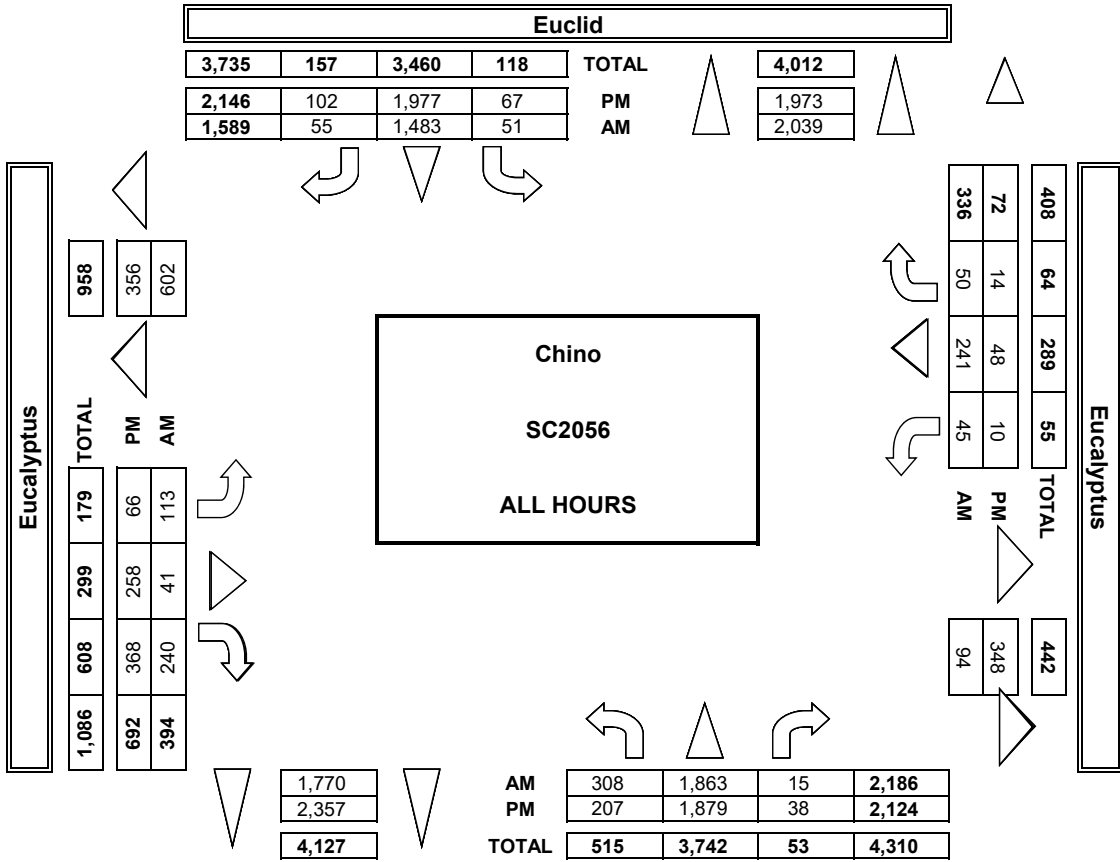 Euclid
3,735 157 3,460 118 TOTAL 4,012
2,146 102 1,977 67 PM 1,973
1,589 55 1,483 51 AM 2,039
Eucalyptus
958
356
602
TOTAL 179 299 608 1,086
PM 66 258 368 692
AM 113 41 240 394
Chino
SC2056
ALL HOURS
408 64 289 55 TOTAL
72 14 48 10 PM
336 50 241 45 AM
442
348
94
Eucalyptus
1,770 AM 308 1,863 15 2,186
2,357 PM 207 1,879 38 2,124
4,127 TOTAL 515 3,742 53 4,310